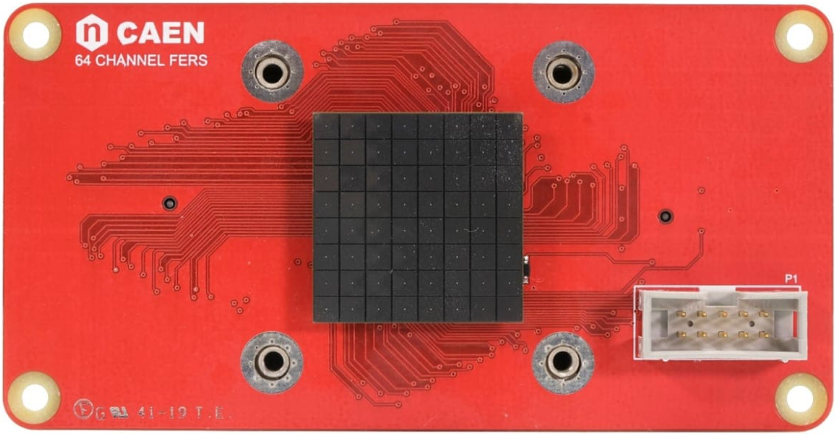 n CAEN
64 CHANNEL FERS
P1
41-19 T.E.